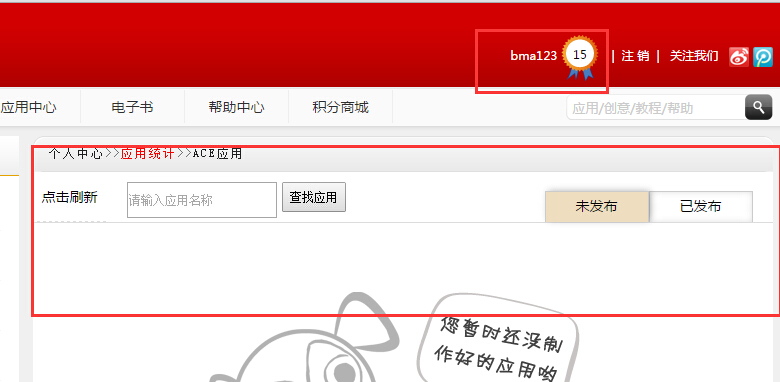 bma123 15 | 注 销 | 关注我们
应用中心 电子书 帮助中心 积分商城 应用/创意/教程/帮助
个人中心>>应用统计>>ACE应用
点击刷新 请输入应用名称 查找应用 未发布 已发布
您暂时还没制
作好的应用哟